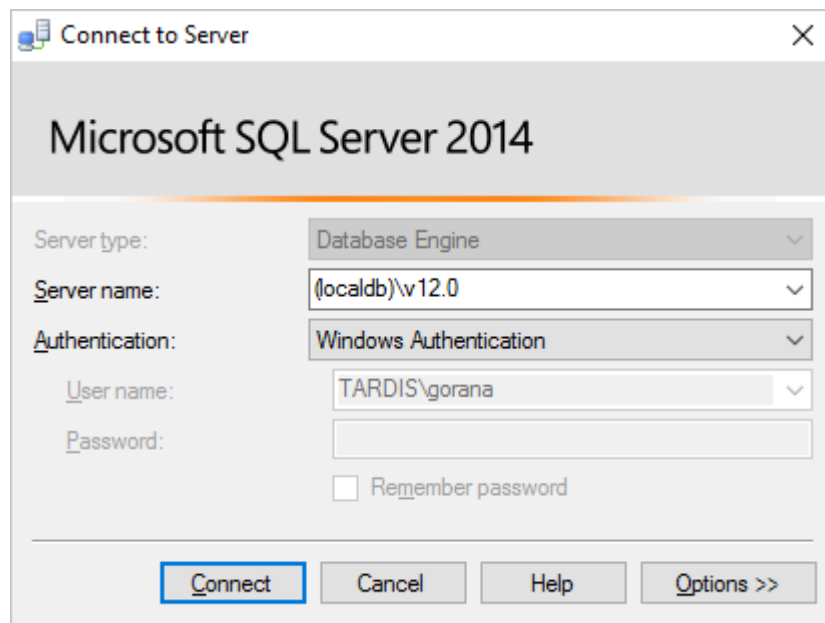 Connect to Server
Microsoft SQL Server 2014
Server type: Database Engine
Server name: (localdb)\v12.0
Authentication: Windows Authentication
User name: TARDIS\gorana
Password:
Remember password
Connect Cancel Help Options >>